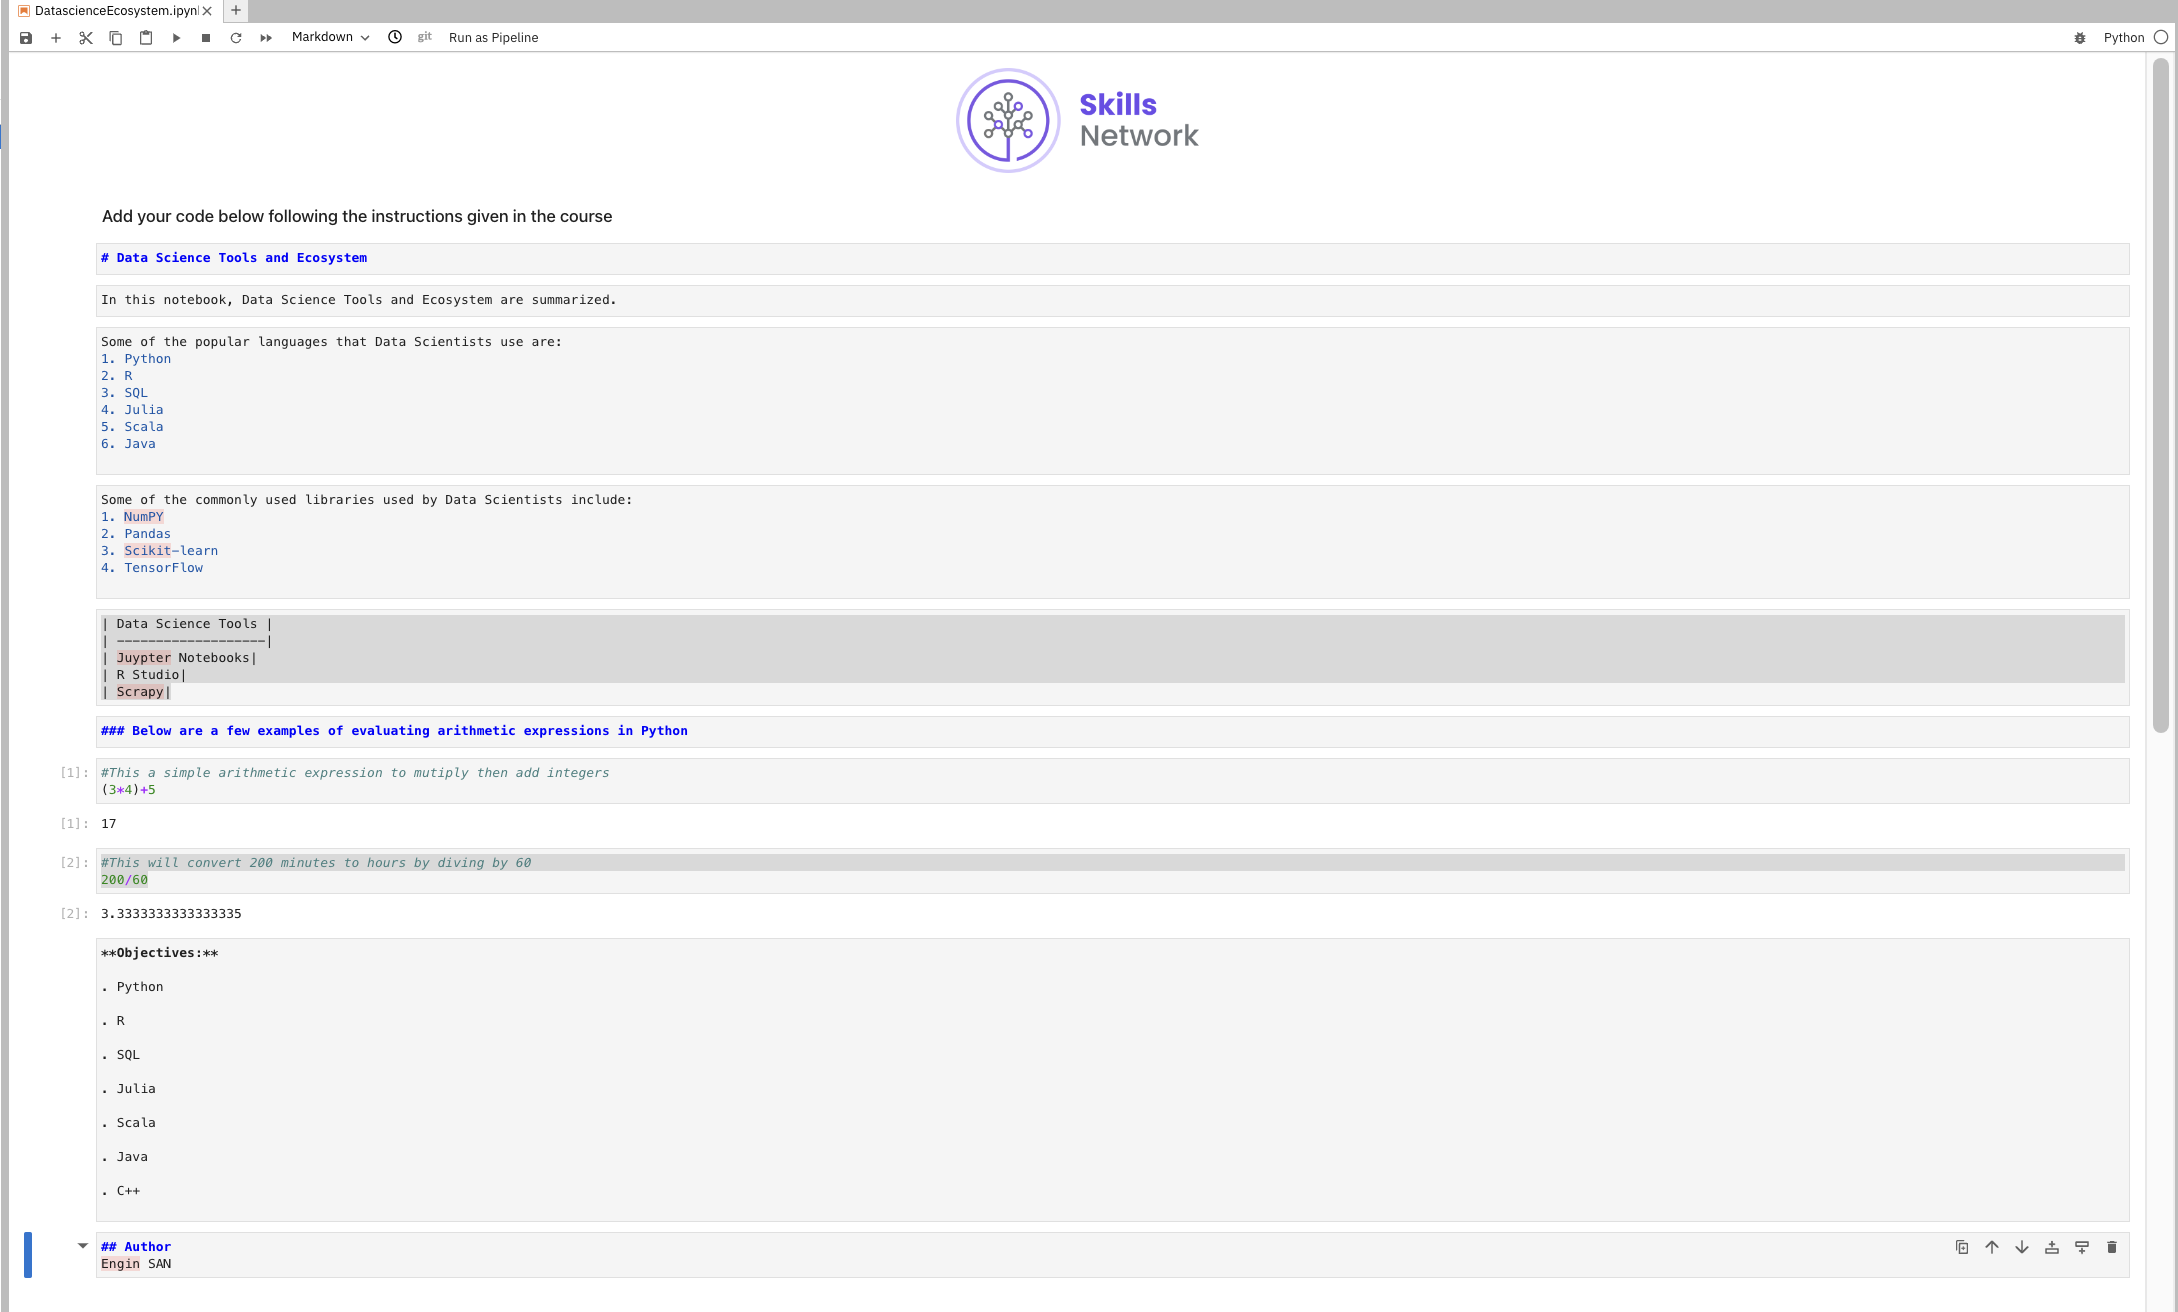 DatascienceEcosystem.ipynl
Markdown
git
Run as Pipeline
Python
Skills
Network
Add your code below following the instructions given in the course
# Data Science Tools and Ecosystem
In this notebook, Data Science Tools and Ecosystem are summarized.
Some of the popular languages that Data Scientists use are:
1. Python
2. R
3. SQL
4. Julia
5. Scala
6. Java
Some of the commonly used libraries used by Data Scientists include:
1. NumPY
2. Pandas
3. Scikit-learn
4. TensorFlow
| Data Science Tools |
| -------------------|
| Juypter Notebooks|
| R Studio|
| Scrapy|
### Below are a few examples of evaluating arithmetic expressions in Python
[1]: #This a simple arithmetic expression to mutiply then add integers
(3*4)+5
[1]: 17
[2]: #This will convert 200 minutes to hours by diving by 60
200/60
[2]: 3.3333333333333335
**Objectives:**
. Python
. R
. SQL
. Julia
. Scala
. Java
. C++
## Author
Engin SAN